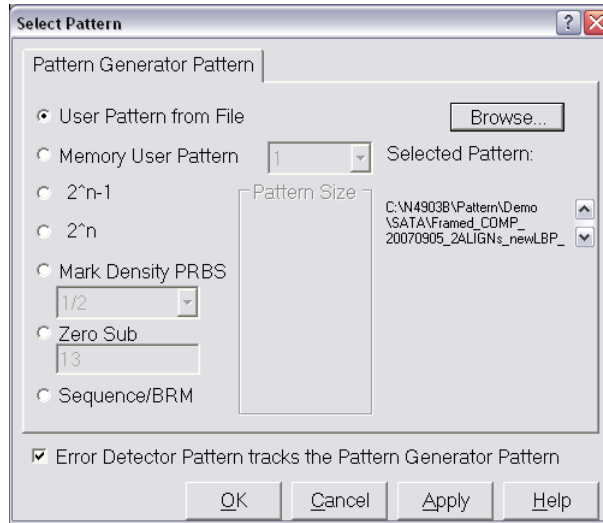 Select Pattern
Pattern Generator Pattern
User Pattern from File
Browse...
Memory User Pattern
1
Selected Pattern:
2^n-1
Pattern Size
C:\N4903B\Pattern\Demo
\SATA\Framed_COMP_
20070905_2ALIGNs_newLBP_
2^n
Mark Density PRBS
1/2
Zero Sub
13
Sequence/BRM
Error Detector Pattern tracks the Pattern Generator Pattern
OK
Cancel
Apply
Help